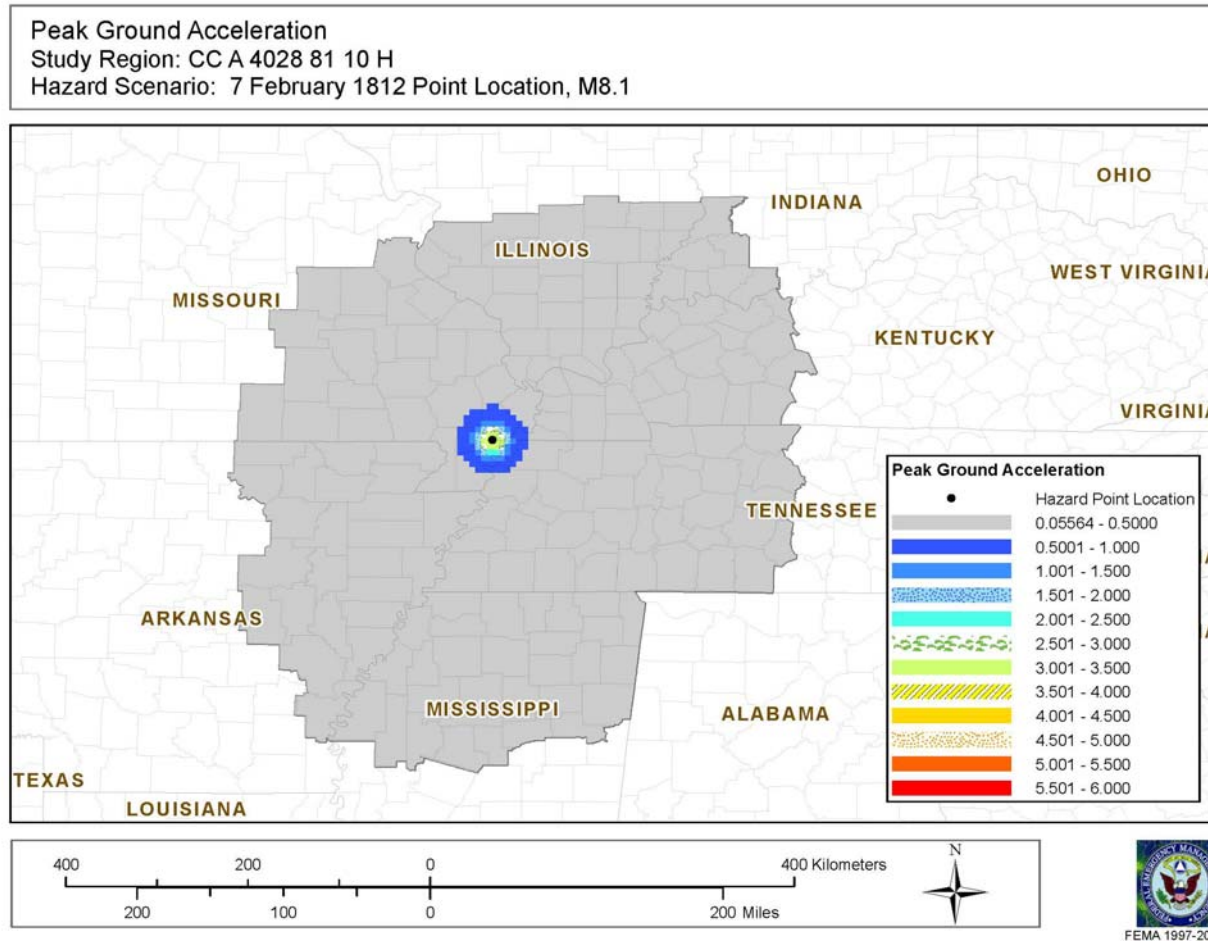 Peak Ground Acceleration
Study Region: CC A 4028 81 10 H
Hazard Scenario: 7 February 1812 Point Location, M8.1
OHIO
INDIANA
ILLINOIS
WEST VIRGINIA
MISSOURI
KENTUCKY
VIRGINIA
TENNESSEE
ARKANSAS
MISSISSIPPI
ALABAMA
TEXAS
LOUISIANA
Peak Ground Acceleration
Hazard Point Location
0.05564 - 0.5000
0.5001 - 1.000
1.001 - 1.500
1.501 - 2.000
2.001 - 2.500
2.501 - 3.000
3.001 - 3.500
3.501 - 4.000
4.001 - 4.500
4.501 - 5.000
5.001 - 5.500
5.501 - 6.000
400 200 0 400 Kilometers
200 100 0 200 Miles
N
FEMA 1997-20